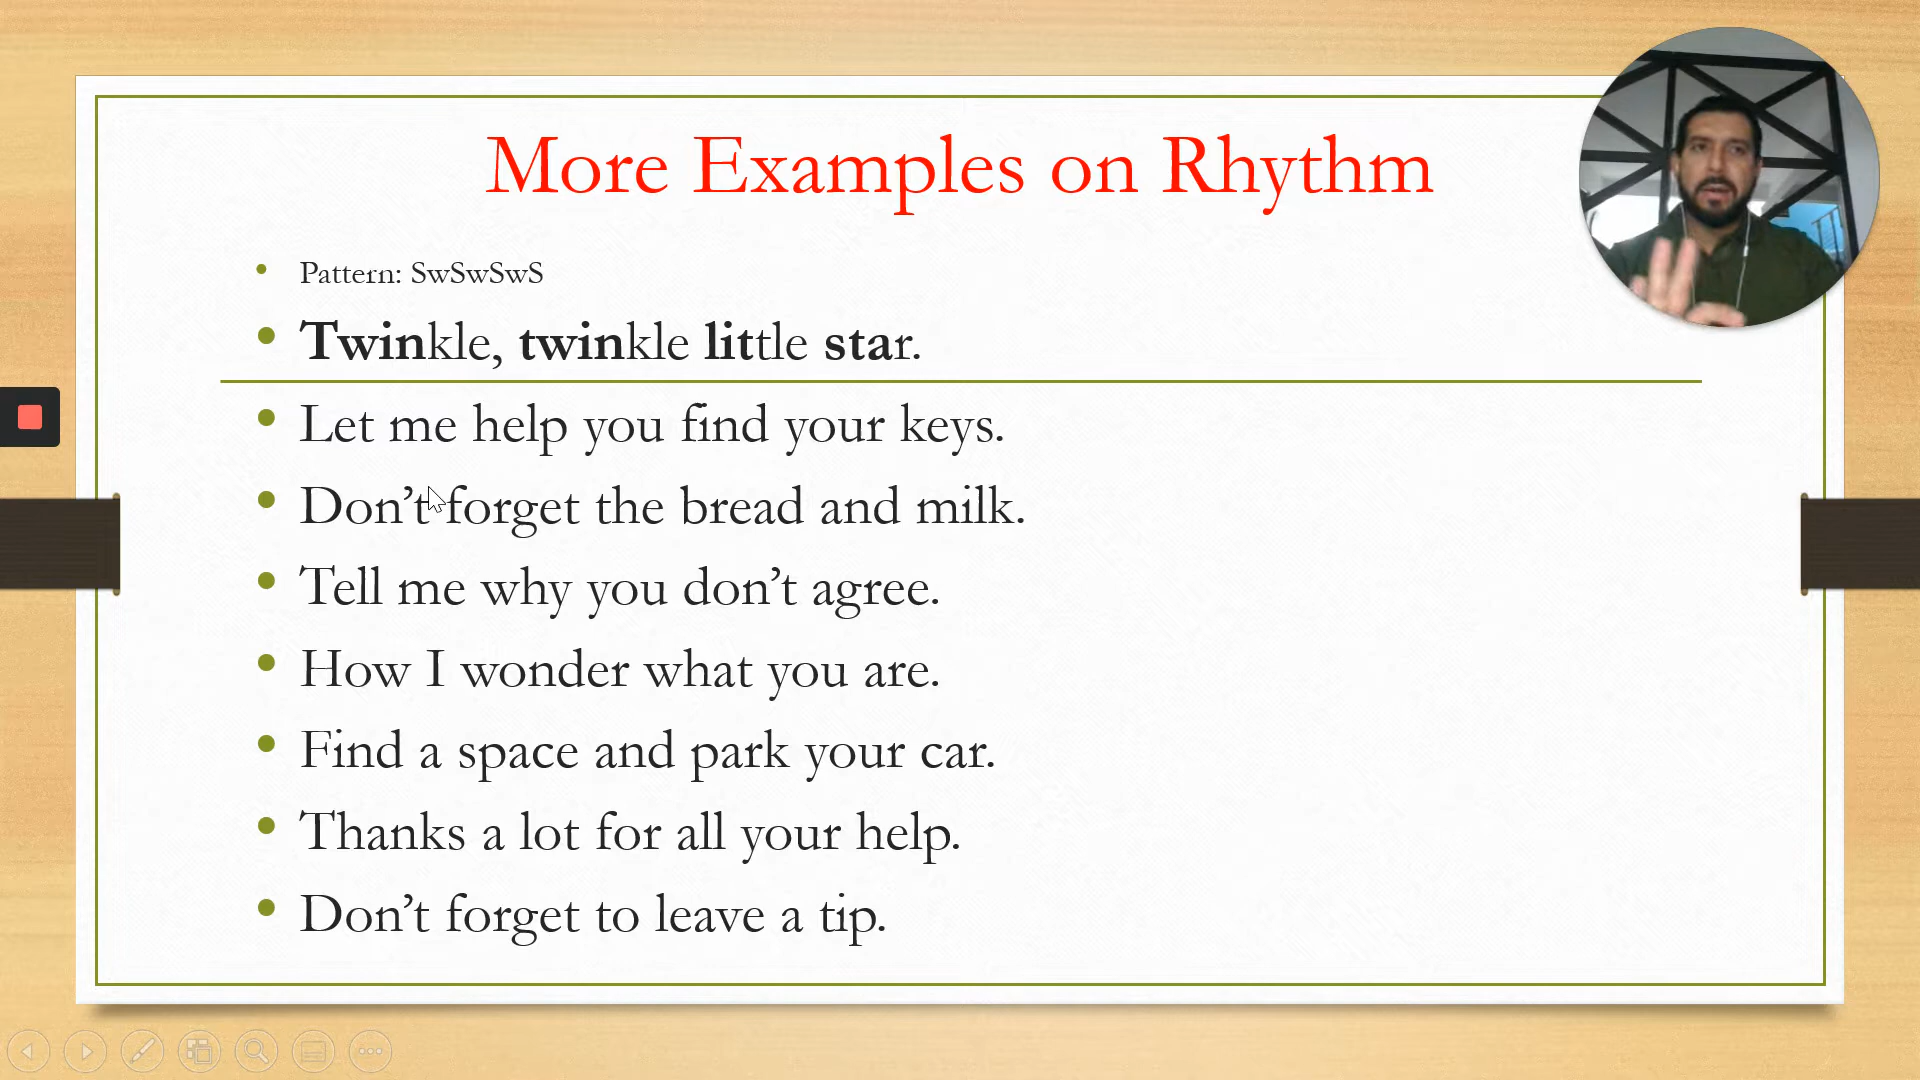 More Examples on Rhythm
Pattern: SwSwSwS
Twinkle, twinkle little star.
Let me help you find your keys.
Don’t forget the bread and milk.
Tell me why you don’t agree.
How I wonder what you are.
Find a space and park your car.
Thanks a lot for all your help.
Don’t forget to leave a tip.